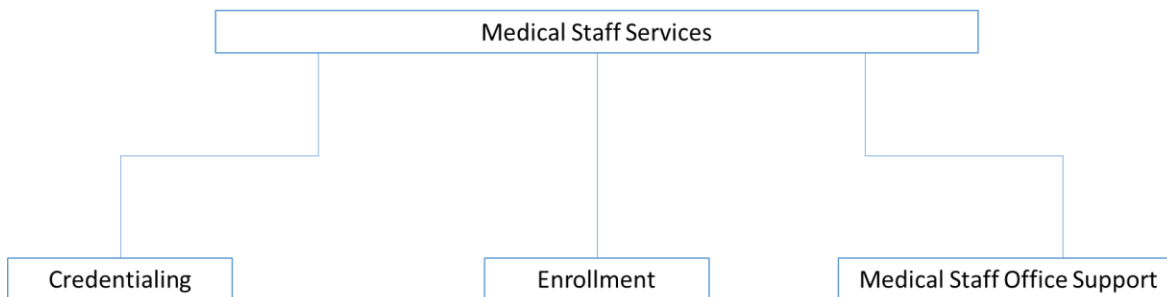 Medical Staff Services
Credentialing
Enrollment
Medical Staff Office Support